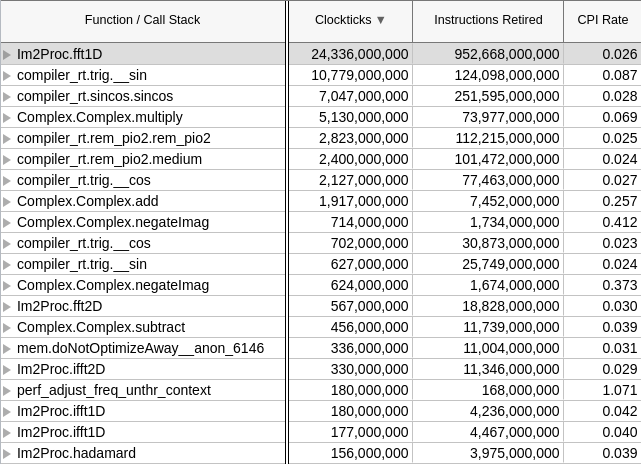 Function / Call Stack Clockticks ▼ Instructions Retired CPI Rate
Im2Proc.fft1D 24,336,000,000 952,668,000,000 0.026
compiler_rt.trig.__sin 10,779,000,000 124,098,000,000 0.087
compiler_rt.sincos.sincos 7,047,000,000 251,595,000,000 0.028
Complex.Complex.multiply 5,130,000,000 73,977,000,000 0.069
compiler_rt.rem_pio2.rem_pio2 2,823,000,000 112,215,000,000 0.025
compiler_rt.rem_pio2.medium 2,400,000,000 101,472,000,000 0.024
compiler_rt.trig.__cos 2,127,000,000 77,463,000,000 0.027
Complex.Complex.add 1,917,000,000 7,452,000,000 0.257
Complex.Complex.negateImag 714,000,000 1,734,000,000 0.412
compiler_rt.trig.__cos 702,000,000 30,873,000,000 0.023
compiler_rt.trig.__sin 627,000,000 25,749,000,000 0.024
Complex.Complex.negateImag 624,000,000 1,674,000,000 0.373
Im2Proc.fft2D 567,000,000 18,828,000,000 0.030
Complex.Complex.subtract 456,000,000 11,739,000,000 0.039
mem.doNotOptimizeAway__anon_6146 336,000,000 11,004,000,000 0.031
Im2Proc.ifft2D 330,000,000 11,346,000,000 0.029
perf_adjust_freq_unthr_context 180,000,000 168,000,000 1.071
Im2Proc.ifft1D 180,000,000 4,236,000,000 0.042
Im2Proc.ifft1D 177,000,000 4,467,000,000 0.040
Im2Proc.hadamard 156,000,000 3,975,000,000 0.039